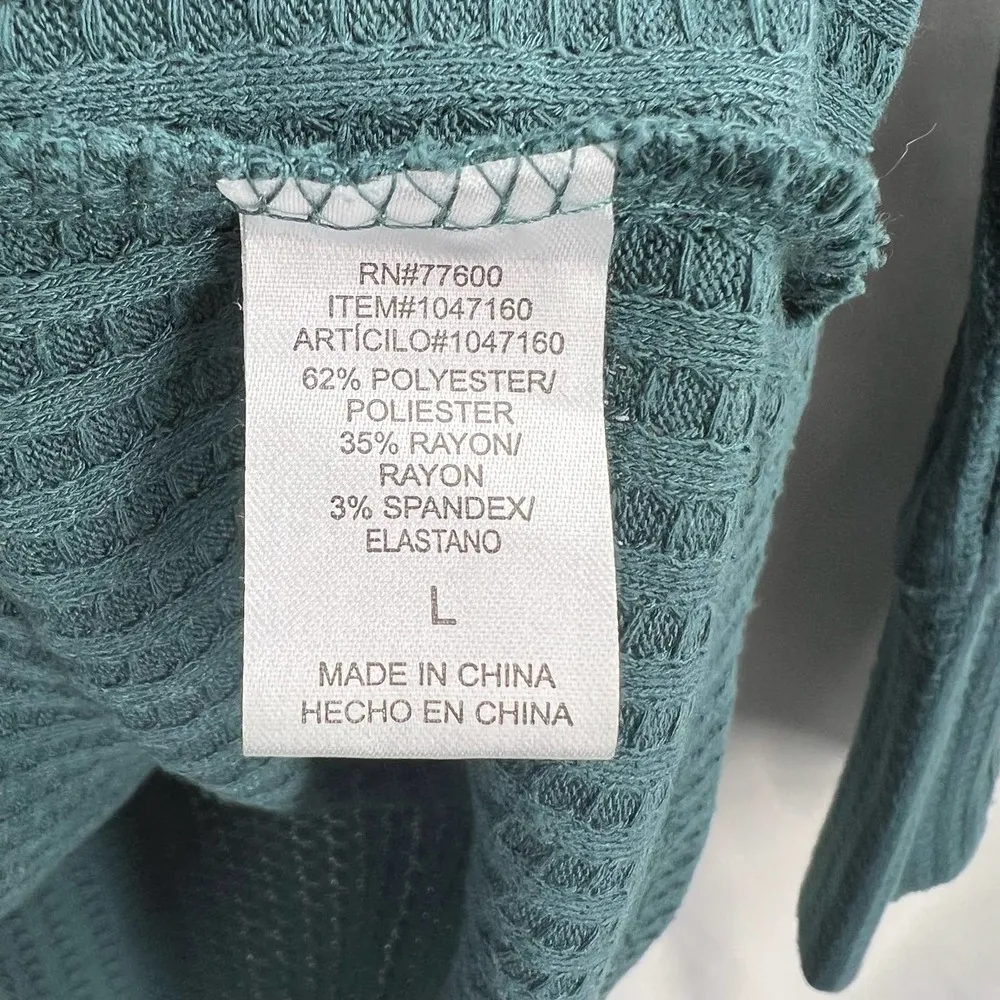 RN#77600
ITEM#1047160
ARTÍCILO#1047160
62% POLYESTER/
POLIESTER
35% RAYON/
RAYON
3% SPANDEX/
ELASTANO
L
MADE IN CHINA
HECHO EN CHINA